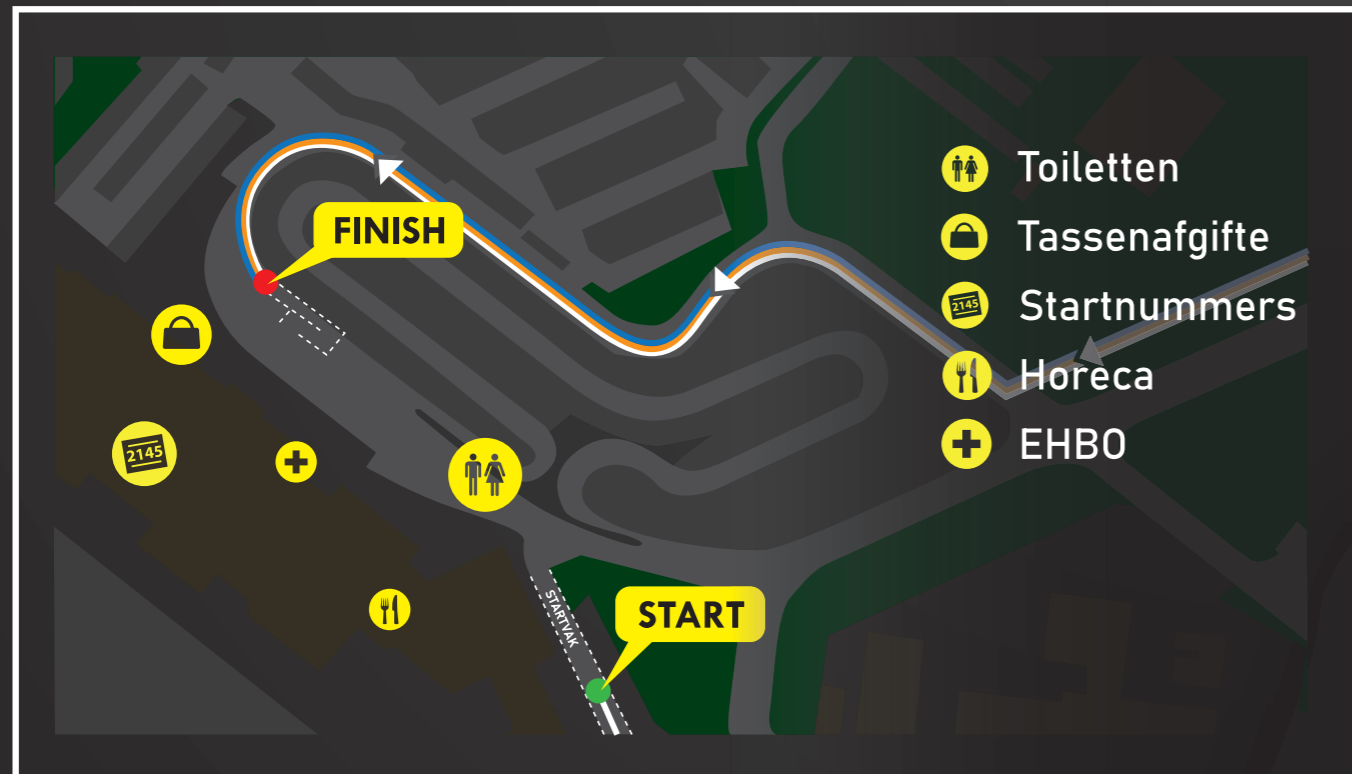 FINISH
Toiletten
Tassenafgifte
2145
Startnummers
Horeca
EHBO
2145
STARTVAK
START